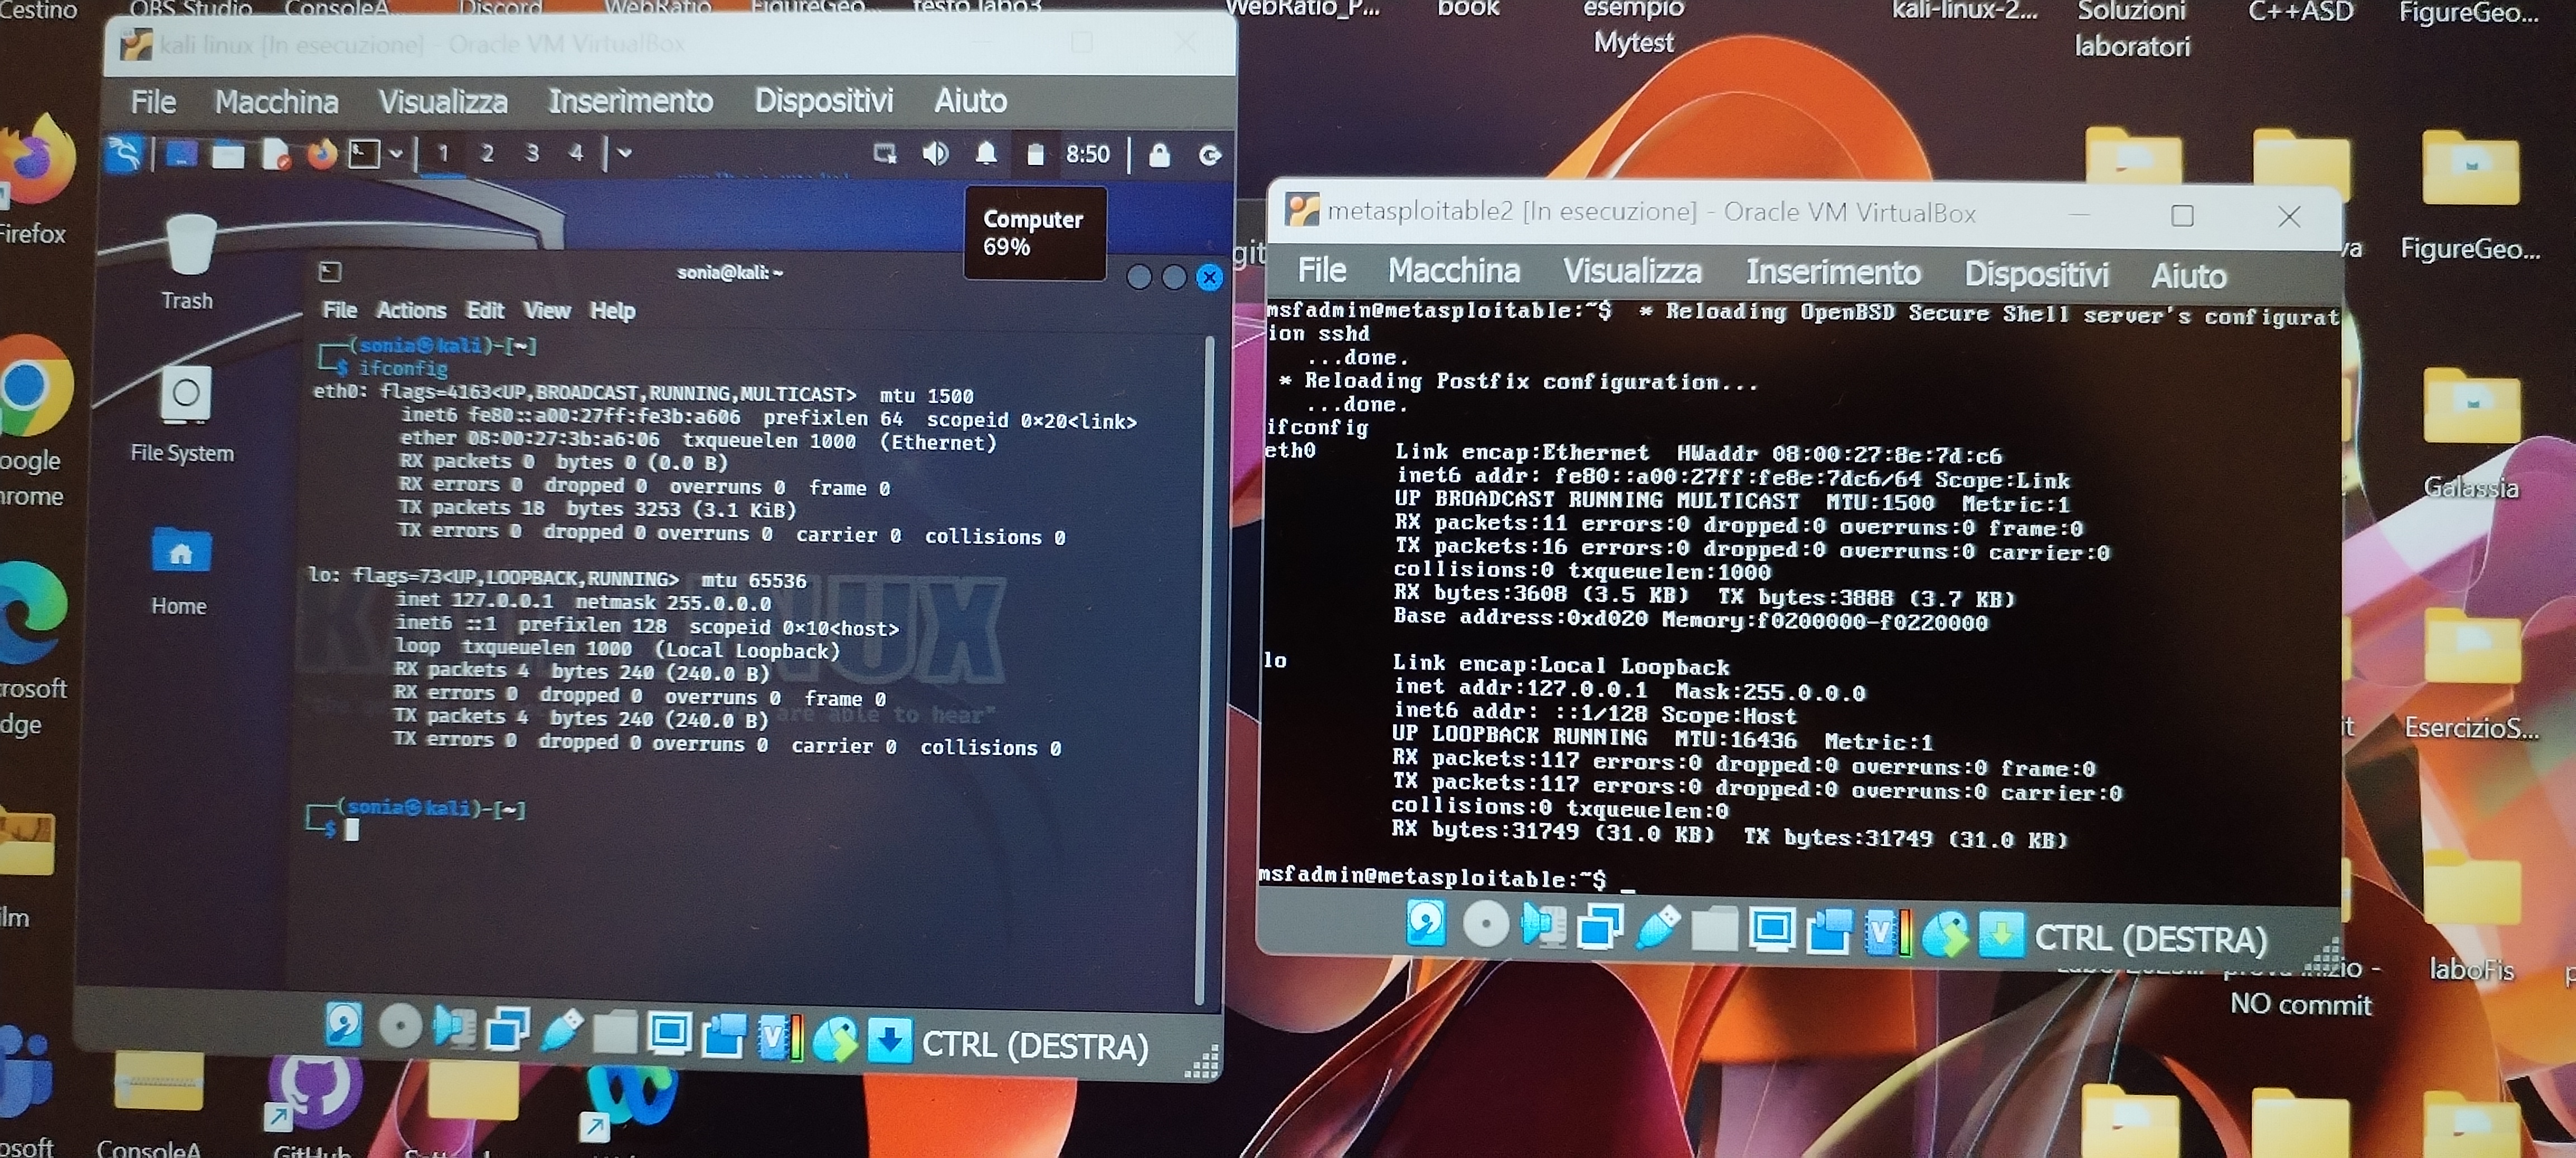 Cestino
OBS Studio
ConsoleA...
Discord
WebRatio
FigureGeo...
testo labo3
WebRatio_P...
book
esempio
Mytest
kali-linux-2...
Soluzioni
laboratori
C++ASD
FigureGeo...
kali linux [In esecuzione] - Oracle VM VirtualBox
File Macchina Visualizza Inserimento Dispositivi Aiuto
1 2 3 4
8:50
Computer
69%
Trash
File System
Home
sonia@kali: ~
File Actions Edit View Help
(sonia㉿kali)-[~]
$ ifconfig
eth0: flags=4163<UP,BROADCAST,RUNNING,MULTICAST> mtu 1500
inet6 fe80::a00:27ff:fe3b:a606 prefixlen 64 scopeid 0×20<link>
ether 08:00:27:3b:a6:06 txqueuelen 1000 (Ethernet)
RX packets 0 bytes 0 (0.0 B)
RX errors 0 dropped 0 overruns 0 frame 0
TX packets 18 bytes 3253 (3.1 KiB)
TX errors 0 dropped 0 overruns 0 carrier 0 collisions 0
lo: flags=73<UP,LOOPBACK,RUNNING> mtu 65536
inet 127.0.0.1 netmask 255.0.0.0
inet6 ::1 prefixlen 128 scopeid 0×10<host>
loop txqueuelen 1000 (Local Loopback)
RX packets 4 bytes 240 (240.0 B)
RX errors 0 dropped 0 overruns 0 frame 0
TX packets 4 bytes 240 (240.0 B)
TX errors 0 dropped 0 overruns 0 carrier 0 collisions 0
are able to hear"
(sonia㉿kali)-[~]
$
CTRL (DESTRA)
metasploitable2 [In esecuzione] - Oracle VM VirtualBox
File Macchina Visualizza Inserimento Dispositivi Aiuto
msfadmin@metasploitable:~$ * Reloading OpenBSD Secure Shell server's configurat
ion sshd
...done.
* Reloading Postfix configuration...
...done.
ifconfig
eth0 Link encap:Ethernet HWaddr 08:00:27:8e:7d:c6
inet6 addr: fe80::a00:27ff:fe8e:7dc6/64 Scope:Link
UP BROADCAST RUNNING MULTICAST MTU:1500 Metric:1
RX packets:11 errors:0 dropped:0 overruns:0 frame:0
TX packets:16 errors:0 dropped:0 overruns:0 carrier:0
collisions:0 txqueuelen:1000
RX bytes:3608 (3.5 KB) TX bytes:3888 (3.7 KB)
Base address:0xd020 Memory:f0200000-f0220000
lo Link encap:Local Loopback
inet addr:127.0.0.1 Mask:255.0.0.0
inet6 addr: ::1/128 Scope:Host
UP LOOPBACK RUNNING MTU:16436 Metric:1
RX packets:117 errors:0 dropped:0 overruns:0 frame:0
TX packets:117 errors:0 dropped:0 overruns:0 carrier:0
collisions:0 txqueuelen:0
RX bytes:31749 (31.0 KB) TX bytes:31749 (31.0 KB)
msfadmin@metasploitable:~$ _
CTRL (DESTRA)
Firefox
oogle
hrome
crosoft
dge
ilm
osoft
git
FigureGeo...
Galassia
EsercizioS...
laboFis
NO commit
ConsoleA
GitHub